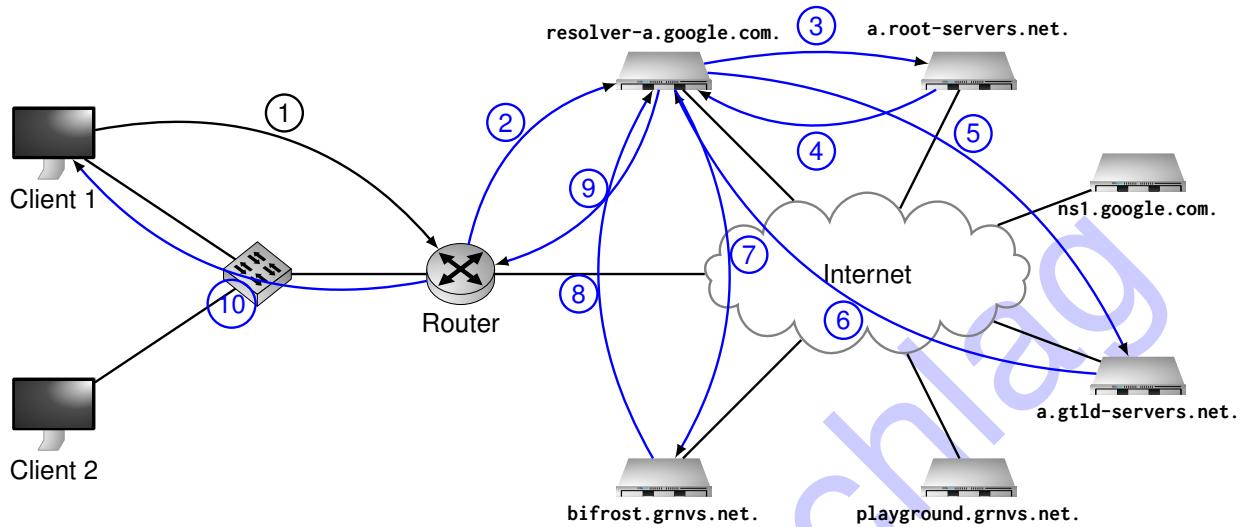 resolver-a.google.com.
3
a.root-servers.net.
1
2
4
5
Client 1
9
ns1.google.com.
7
Internet
10
8
6
Router
a.gtld-servers.net.
Client 2
bifrost.grnvs.net.
playground.grnvs.net.
chlag